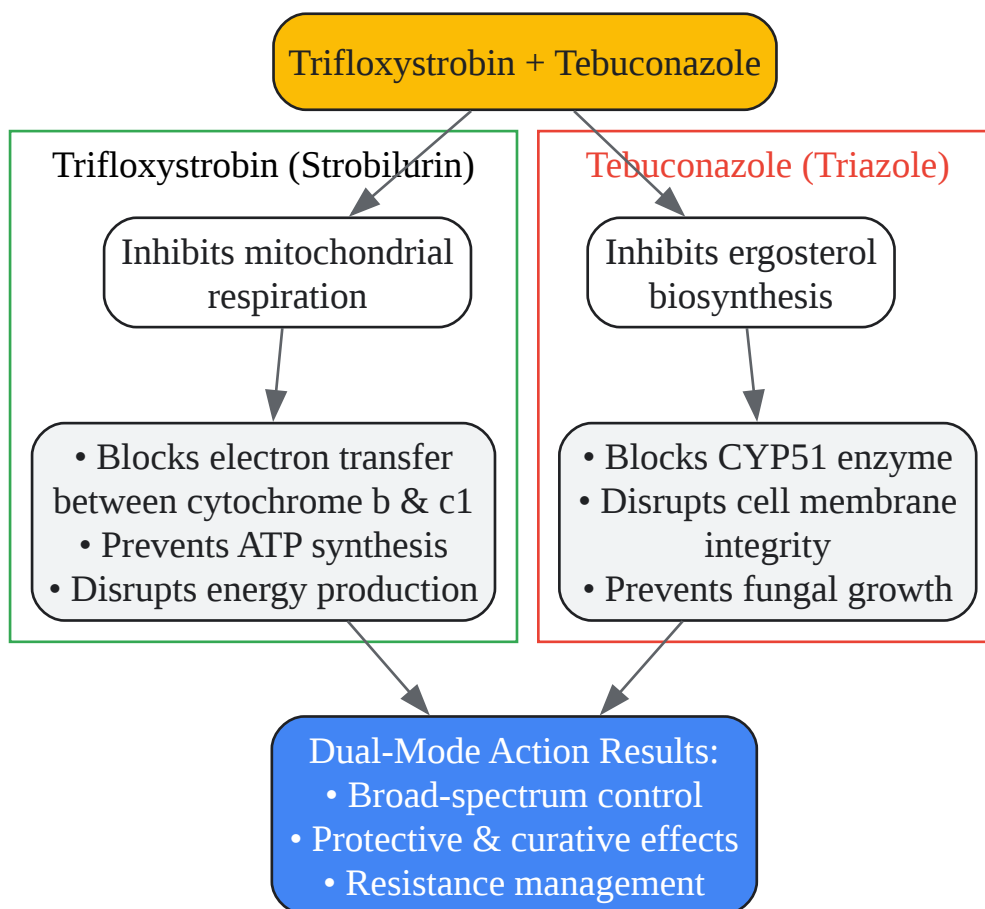 Trifloxystrobin + Tebuconazole
Trifloxystrobin (Strobilurin)
Inhibits mitochondrial
respiration
• Blocks electron transfer
between cytochrome b & c1
• Prevents ATP synthesis
• Disrupts energy production
Tebuconazole (Triazole)
Inhibits ergosterol
biosynthesis
• Blocks CYP51 enzyme
• Disrupts cell membrane
integrity
• Prevents fungal growth
Dual-Mode Action Results:
• Broad-spectrum control
• Protective & curative effects
• Resistance management